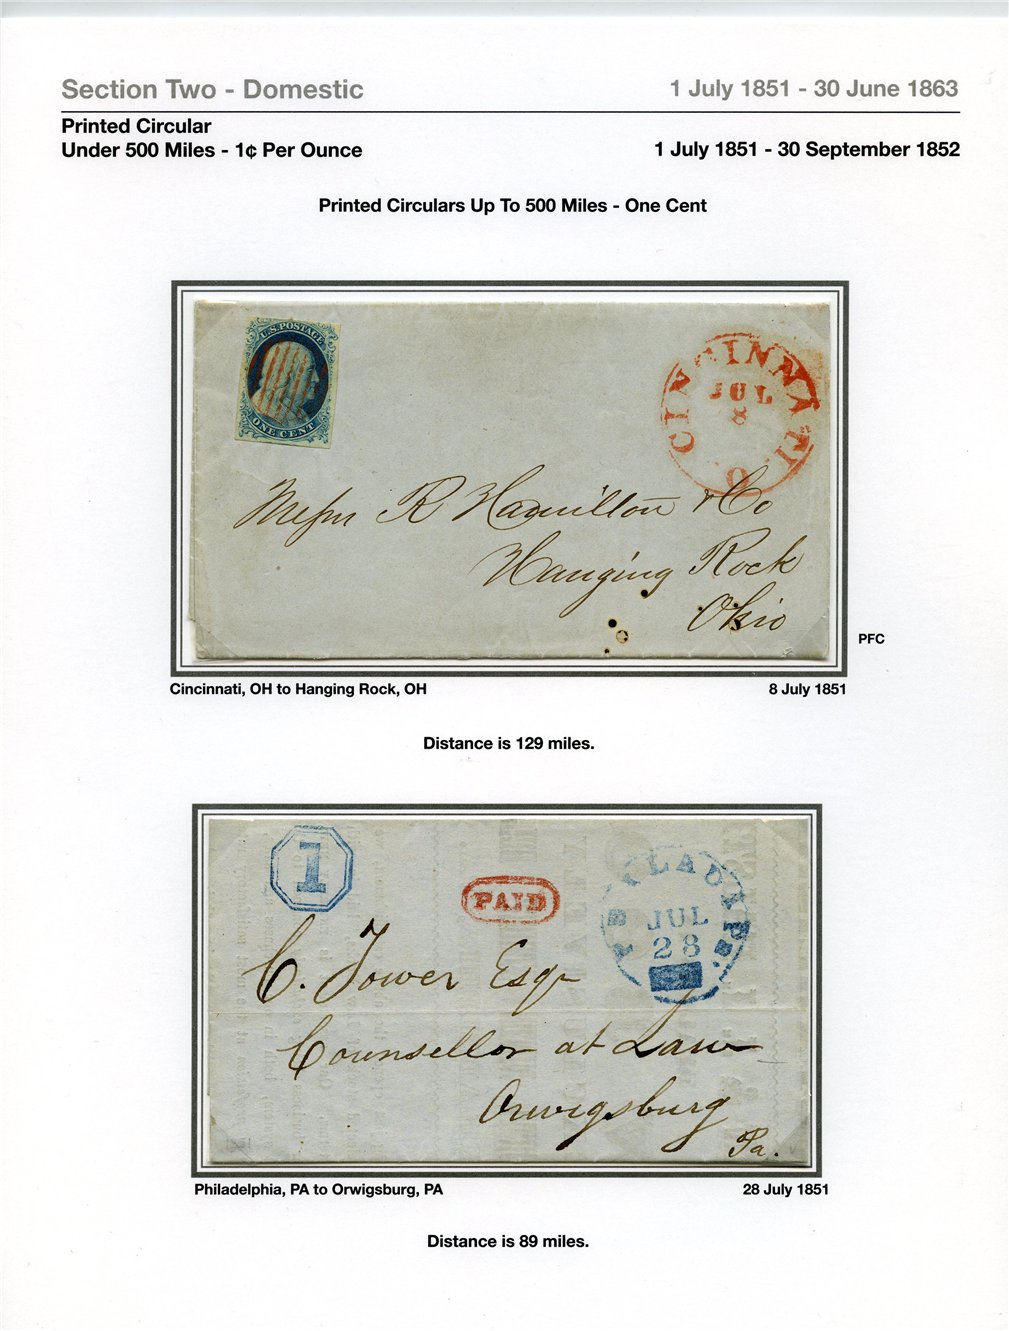 Section Two - Domestic
1 July 1851 - 30 June 1863
Printed Circular
Under 500 Miles - 1¢ Per Ounce
1 July 1851 - 30 September 1852
Printed Circulars Up To 500 Miles - One Cent
U.S. POSTAGE
ONE CENT
CINCINNATI. O.
JUL
8
Messrs R Hamilton & Co
Hanging Rock
Ohio
PFC
Cincinnati, OH to Hanging Rock, OH
8 July 1851
Distance is 129 miles.
1
PAID
PHILADELPHIA Pa.
JUL
28
C. Tower Esqr
Counsellor at Law
Orwigsburg
Pa.
Philadelphia, PA to Orwigsburg, PA
28 July 1851
Distance is 89 miles.